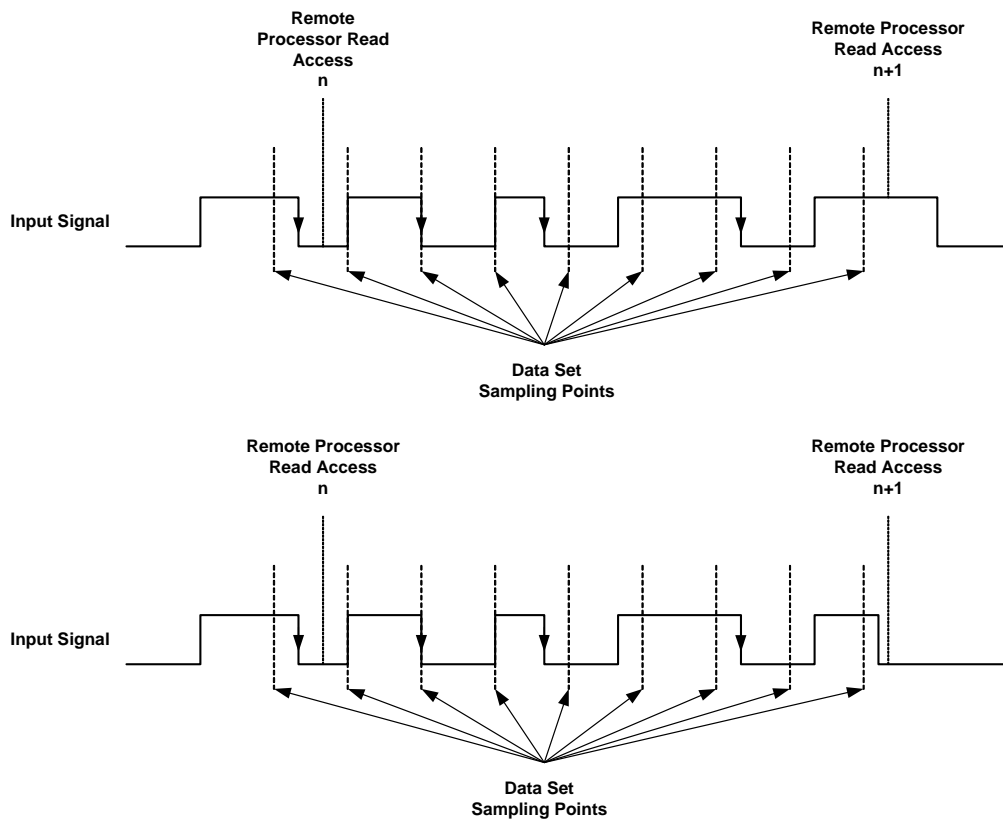 Remote
Processor Read
Access
n
Remote Processor
Read Access
n+1
Input Signal
Data Set
Sampling Points
Remote Processor
Read Access
n
Remote Processor
Read Access
n+1
Input Signal
Data Set
Sampling Points